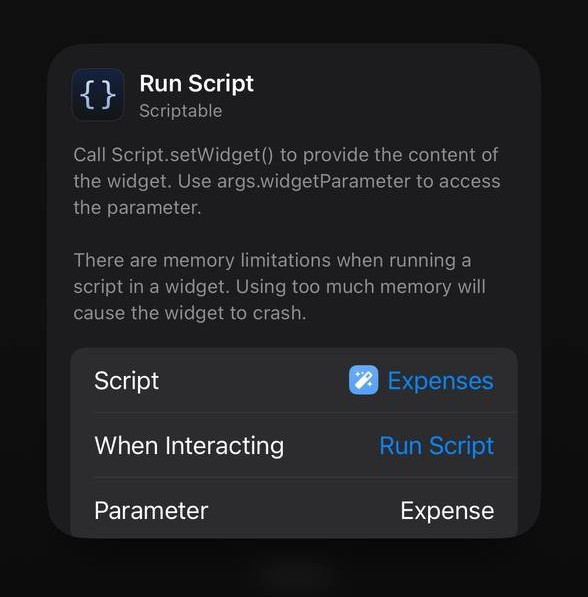 {}
Run Script
Scriptable
Call Script.setWidget() to provide the content of
the widget. Use args.widgetParameter to access
the parameter.
There are memory limitations when running a
script in a widget. Using too much memory will
cause the widget to crash.
Script Expenses
When Interacting Run Script
Parameter Expense